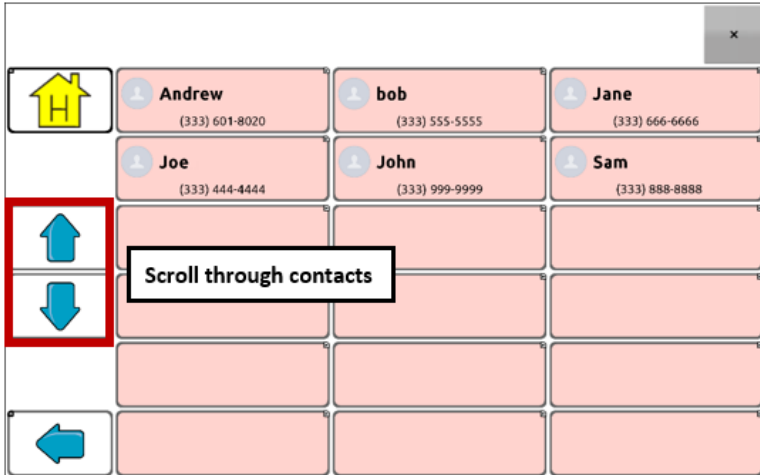 ×
H
Andrew
(333) 601-8020
bob
(333) 555-5555
Jane
(333) 666-6666
Joe
(333) 444-4444
John
(333) 999-9999
Sam
(333) 888-8888
Scroll through contacts